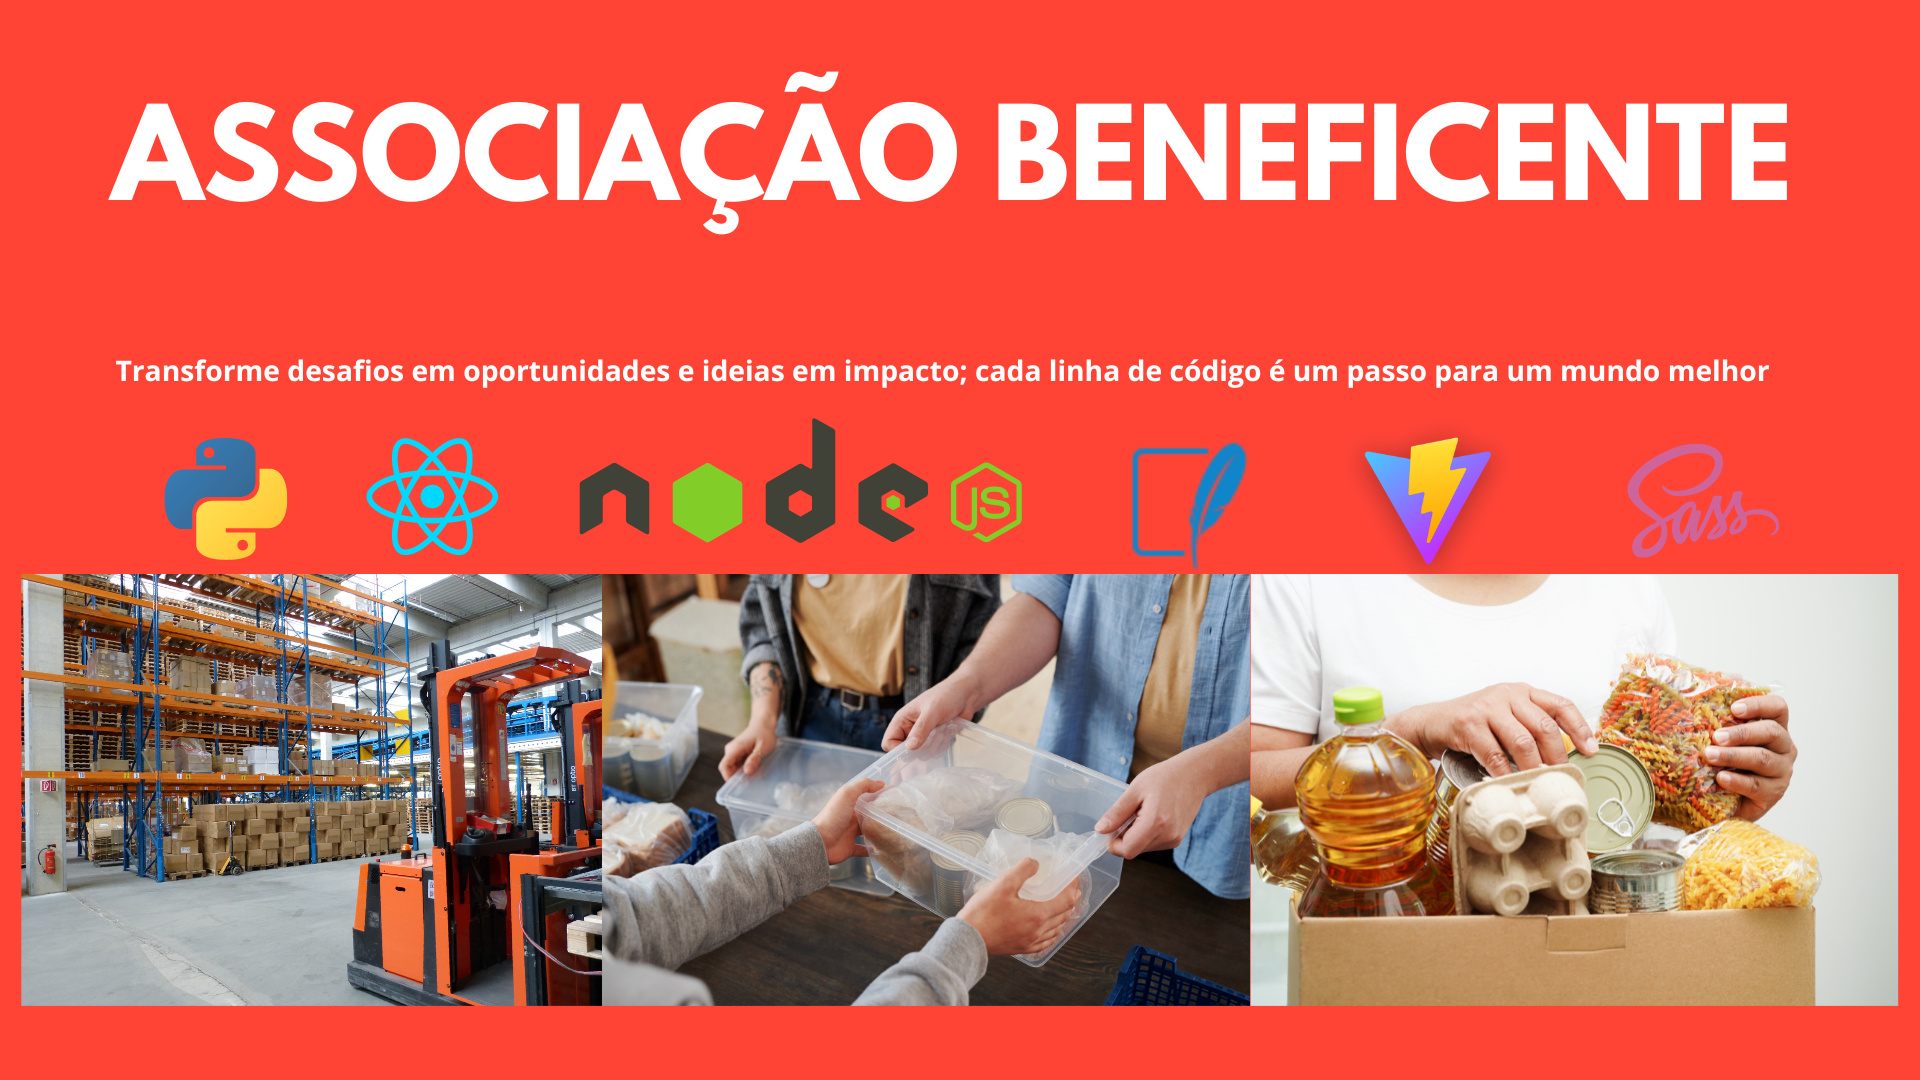 ASSOCIAÇÃO BENEFICENTE
Transforme desafios em oportunidades e ideias em impacto; cada linha de código é um passo para um mundo melhor
node JS
Sass